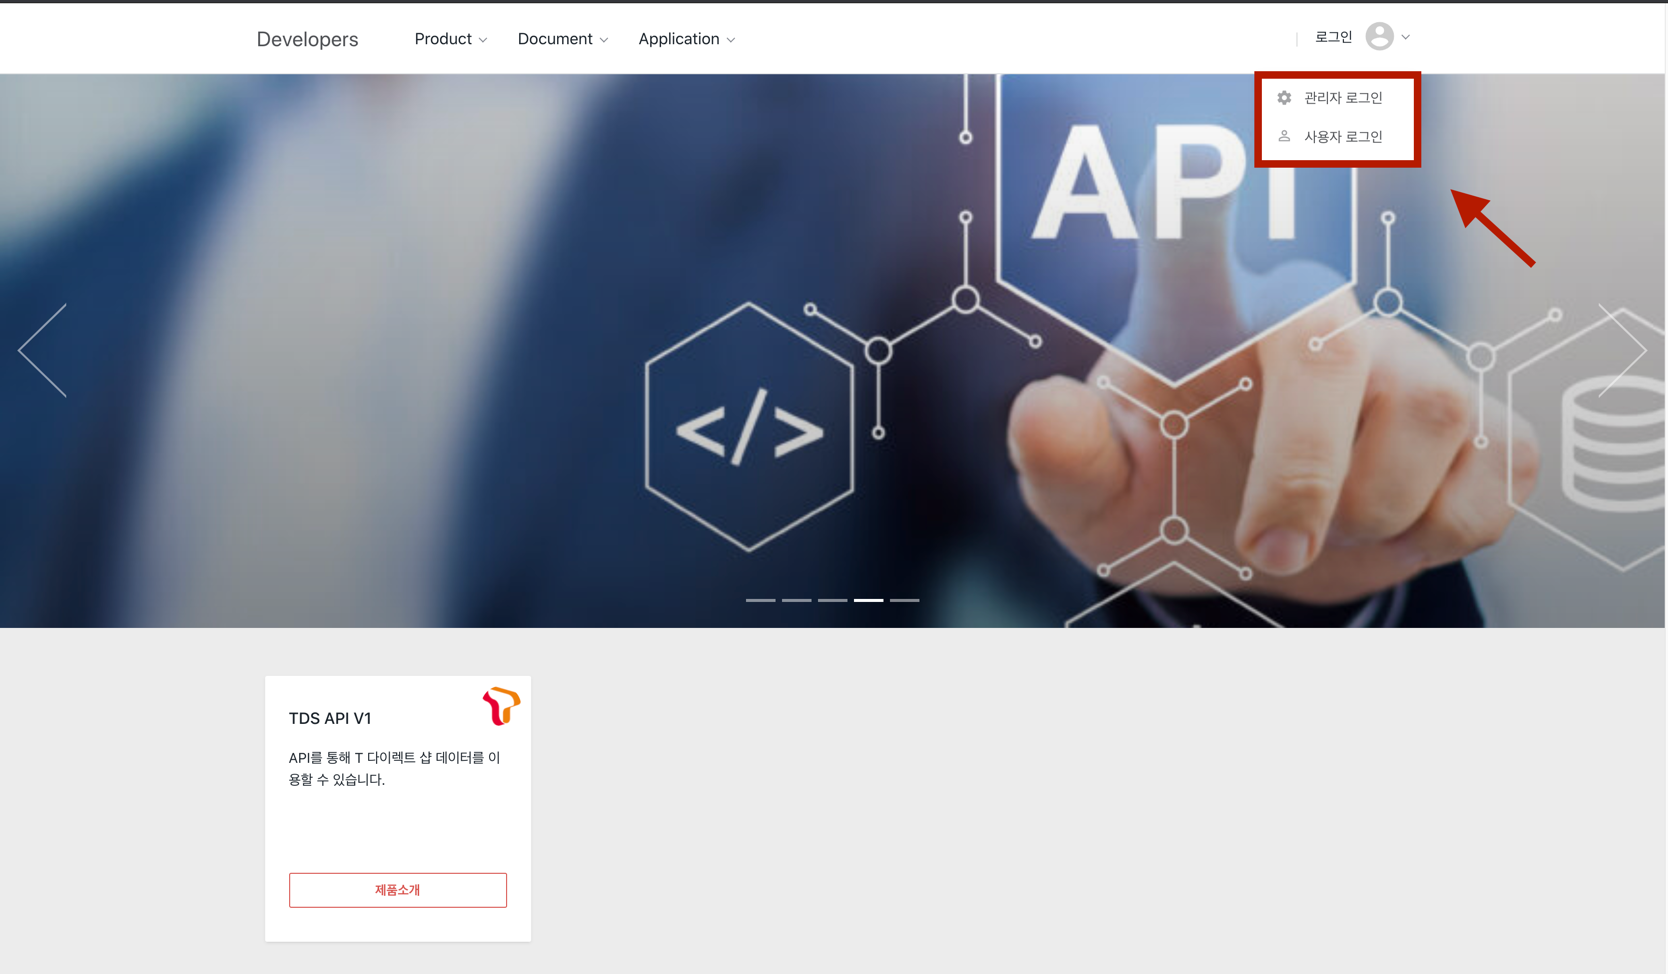 Developers
Product
Document
Application
로그인
관리자 로그인
사용자 로그인
API
</>
TDS API V1
API를 통해 T 다이렉트 샵 데이터를 이
용할 수 있습니다.
제품소개